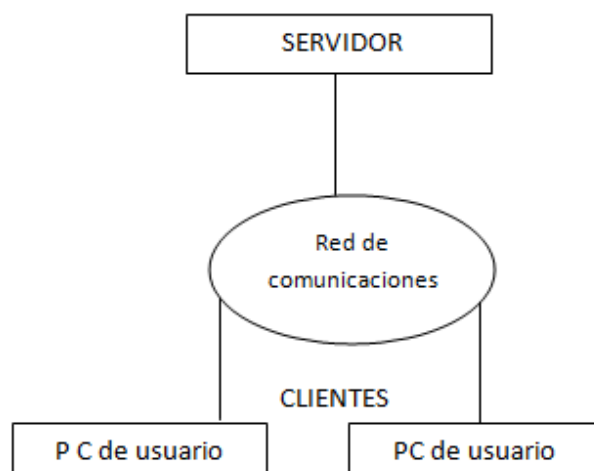 SERVIDOR
Red de
comunicaciones
CLIENTES
P C de usuario
PC de usuario